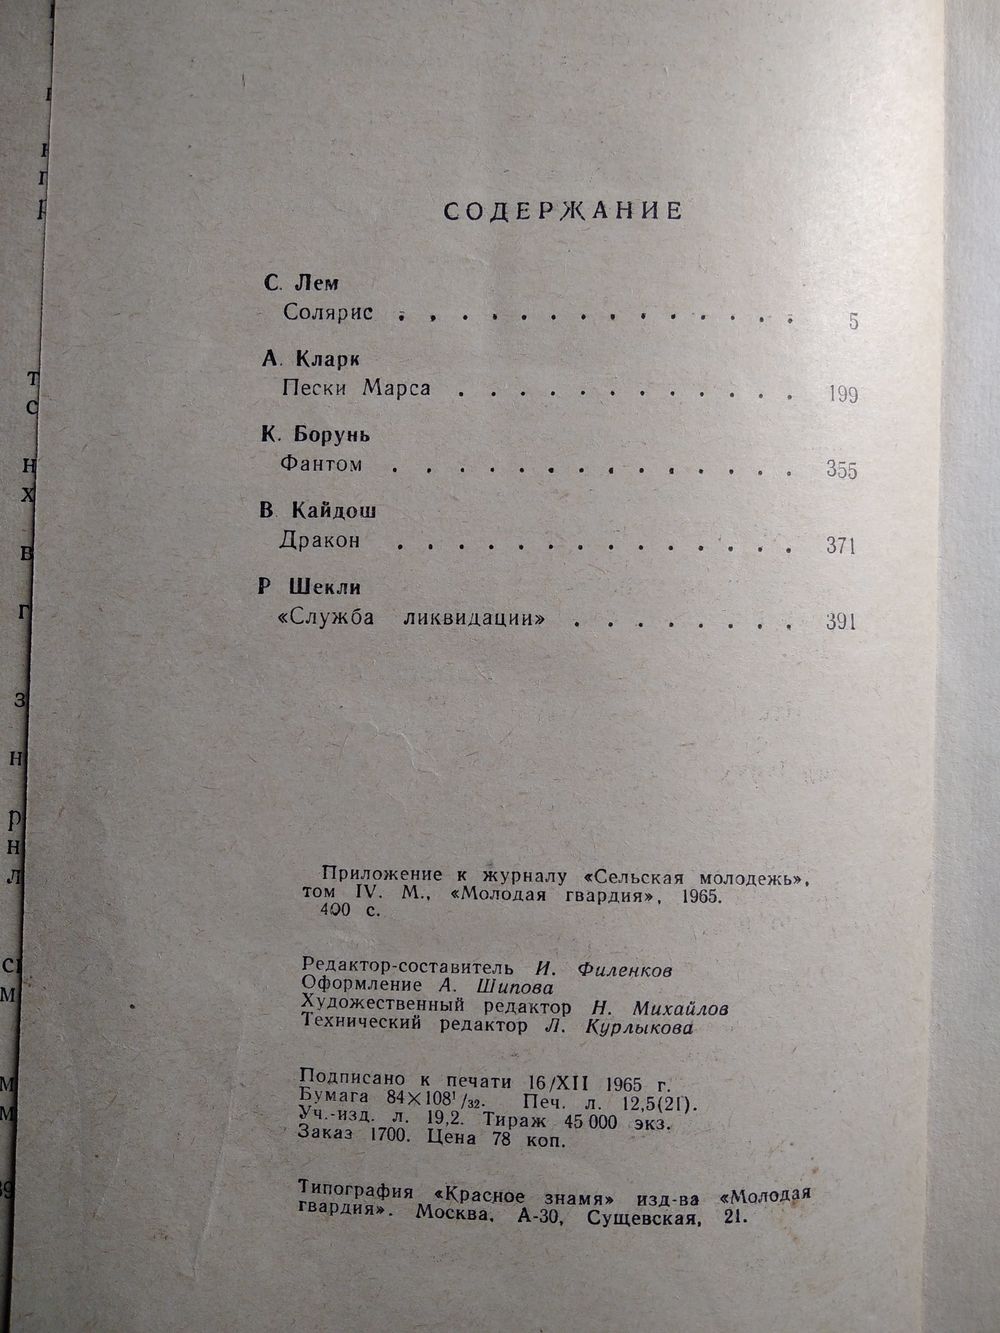 СОДЕРЖАНИЕ
С. Лем
Солярис . . . . . . . . . . . . . . 5
А. Кларк
Пески Марса . . . . . . . . . . . . 199
К. Борунь
Фантом . . . . . . . . . . . . . . 355
В. Кайдош
Дракон . . . . . . . . . . . . . . 371
Р Шекли
«Служба ликвидации» . . . . . . . . 391
Приложение к журналу «Сельская молодежь»,
том IV. М., «Молодая гвардия», 1965.
400 с.
Редактор-составитель И. Филенков
Оформление А. Шипова
Художественный редактор Н. Михайлов
Технический редактор Л. Курлыкова
Подписано к печати 16/XII 1965 г.
Бумага 84×108¹/₃₂. Печ. л. 12,5(21).
Уч.-изд. л. 19,2. Тираж 45 000 экз.
Заказ 1700. Цена 78 коп.
Типография «Красное знамя» изд-ва «Молодая
гвардия». Москва, А-30, Сущевская, 21.